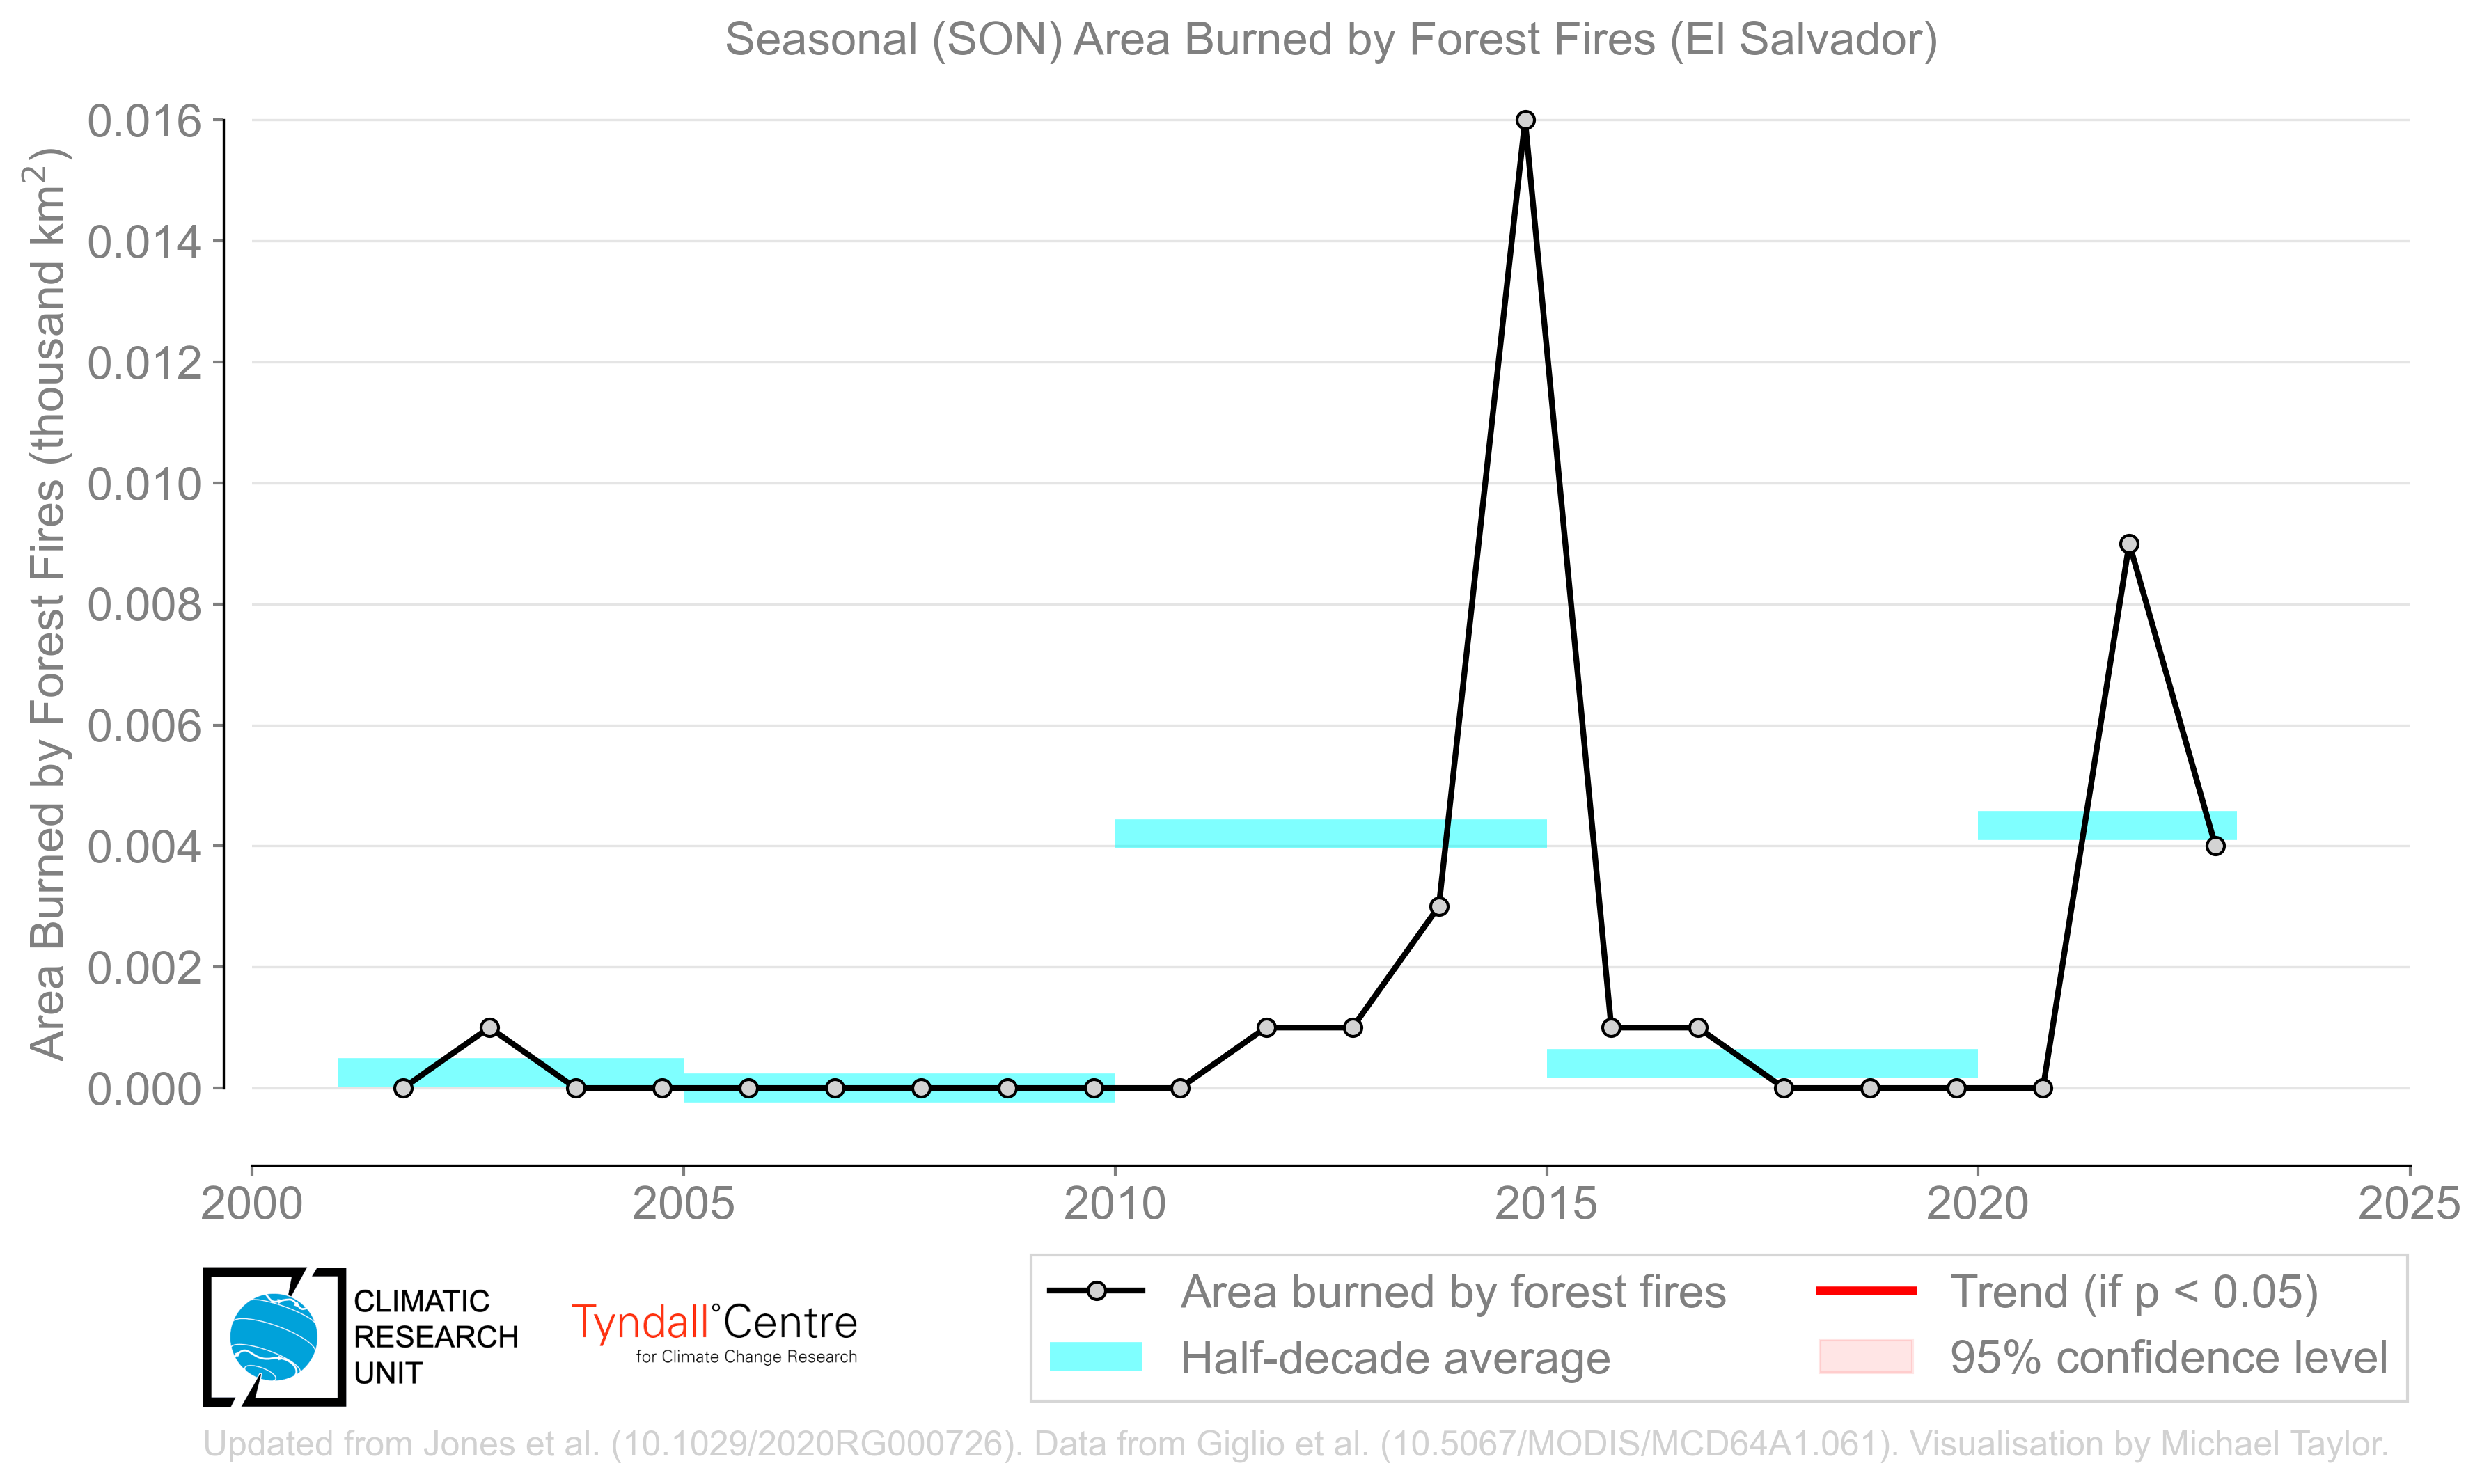 Seasonal (SON) Area Burned by Forest Fires (El Salvador)
Area Burned by Forest Fires (thousand km²)
0.016
0.014
0.012
0.010
0.008
0.006
0.004
0.002
0.000
2000 2005 2010 2015 2020 2025
CLIMATIC
RESEARCH
UNIT
Tyndall°Centre
for Climate Change Research
Area burned by forest fires
Half-decade average
Trend (if p < 0.05)
95% confidence level
Updated from Jones et al. (10.1029/2020RG000726). Data from Giglio et al. (10.5067/MODIS/MCD64A1.061). Visualisation by Michael Taylor.